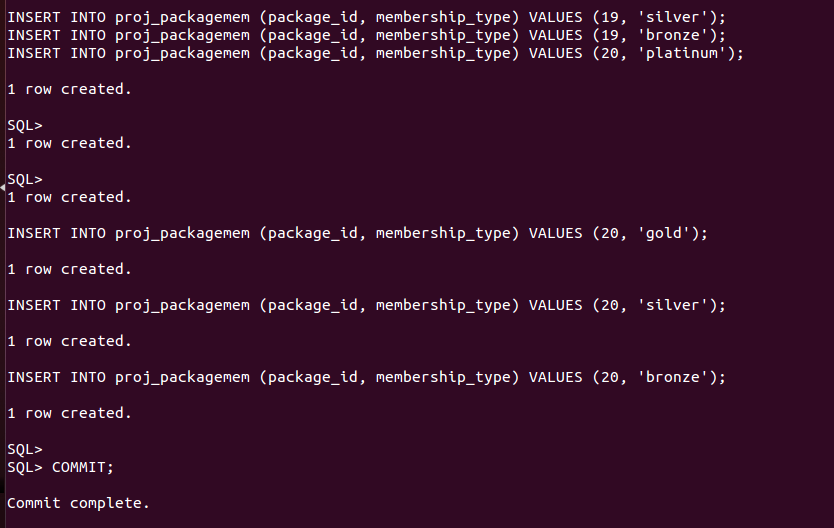 INSERT INTO proj_packagemem (package_id, membership_type) VALUES (19, 'silver');
INSERT INTO proj_packagemem (package_id, membership_type) VALUES (19, 'bronze');
INSERT INTO proj_packagemem (package_id, membership_type) VALUES (20, 'platinum');
1 row created.
SQL>
1 row created.
SQL>
1 row created.
INSERT INTO proj_packagemem (package_id, membership_type) VALUES (20, 'gold');
1 row created.
INSERT INTO proj_packagemem (package_id, membership_type) VALUES (20, 'silver');
1 row created.
INSERT INTO proj_packagemem (package_id, membership_type) VALUES (20, 'bronze');
1 row created.
SQL>
SQL> COMMIT;
Commit complete.